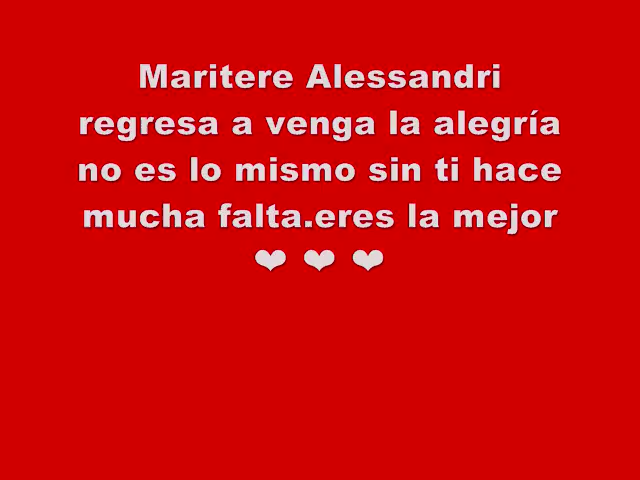 Maritere Alessandri
regresa a venga la alegría
no es lo mismo sin ti hace
mucha falta.eres la mejor
❤ ❤ ❤